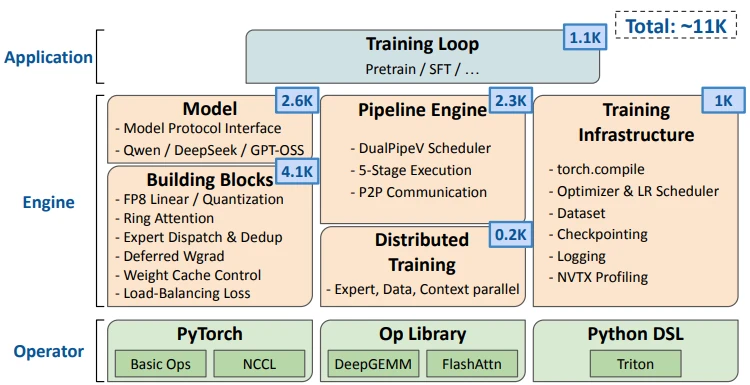 Total: ~11K
Application
Training Loop
1.1K
Pretrain / SFT / ...
Engine
Model
2.6K
- Model Protocol Interface
- Qwen / DeepSeek / GPT-OSS
Building Blocks
4.1K
- FP8 Linear / Quantization
- Ring Attention
- Expert Dispatch & Dedup
- Deferred Wgrad
- Weight Cache Control
- Load-Balancing Loss
Pipeline Engine
2.3K
- DualPipeV Scheduler
- 5-Stage Execution
- P2P Communication
Distributed
Training
0.2K
- Expert, Data, Context parallel
Training
Infrastructure
1K
- torch.compile
- Optimizer & LR Scheduler
- Dataset
- Checkpointing
- Logging
- NVTX Profiling
Operator
PyTorch
Basic Ops
NCCL
Op Library
DeepGEMM
FlashAttn
Python DSL
Triton